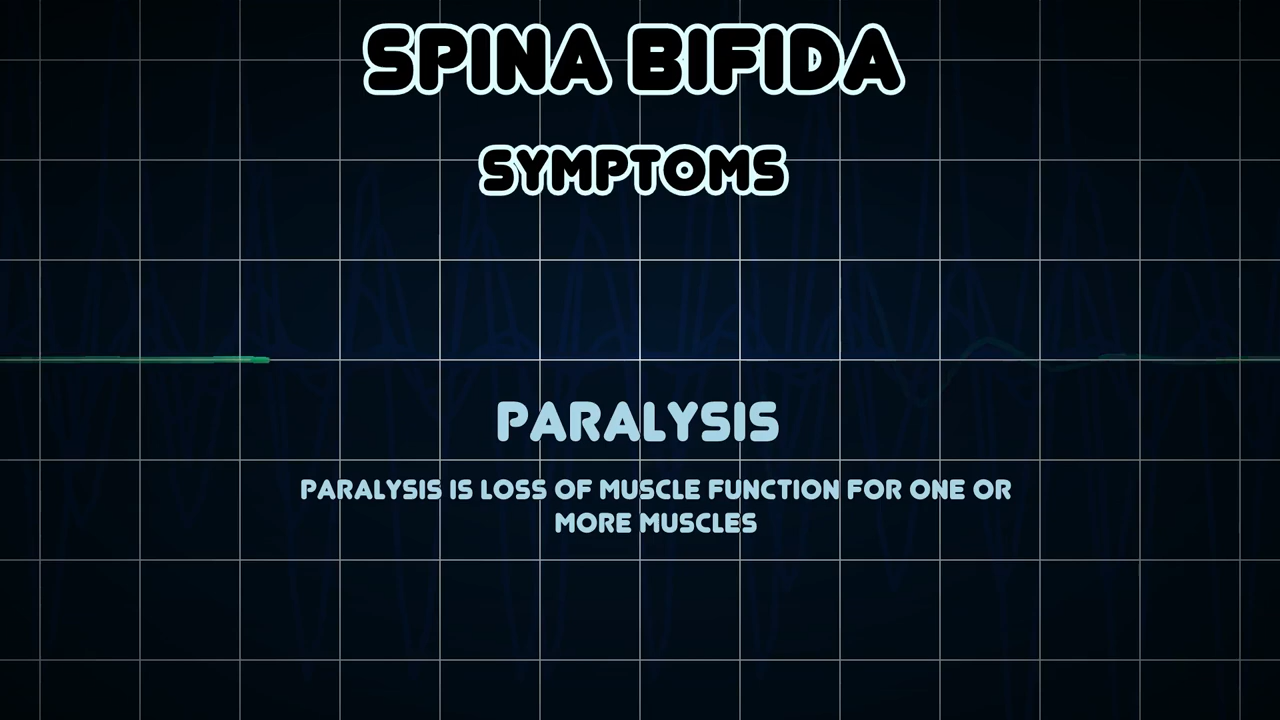 SPINA BIFIDA
SYMPTOMS
PARALYSIS
PARALYSIS IS LOSS OF MUSCLE FUNCTION FOR ONE OR
MORE MUSCLES